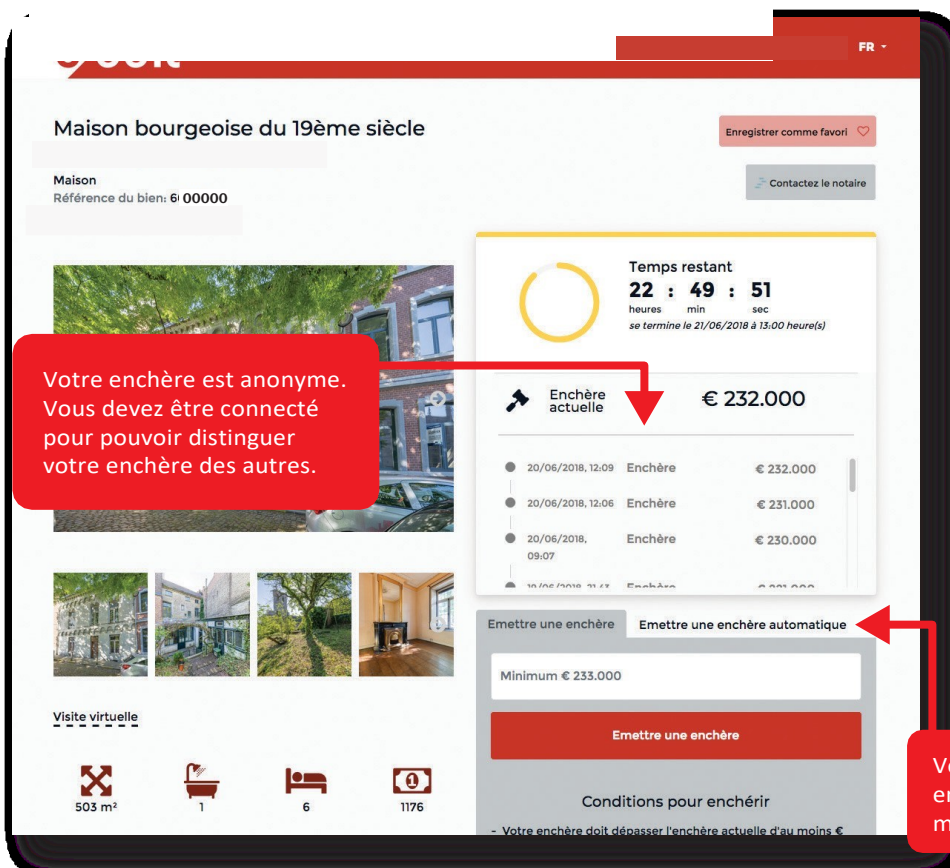 FR
Maison bourgeoise du 19ème siècle
Enregistrer comme favori
Maison
Référence du bien: 6 00000
Contactez le notaire
Temps restant
22 : 49 : 51
heures min sec
se termine le 21/06/2018 à 13:00 heure(s)
Votre enchère est anonyme.
Vous devez être connecté
pour pouvoir distinguer
votre enchère des autres.
Enchère
actuelle
€ 232.000
20/06/2018, 12:09 Enchère € 232.000
20/06/2018, 12:06 Enchère € 231.000
20/06/2018,
09:07
Enchère € 230.000
Emettre une enchère Emettre une enchère automatique
Minimum € 233.000
Emettre une enchère
Visite virtuelle
503 m² 1 6 1176
Conditions pour enchérir
- Votre enchère doit dépasser l'enchère actuelle d'au moins €